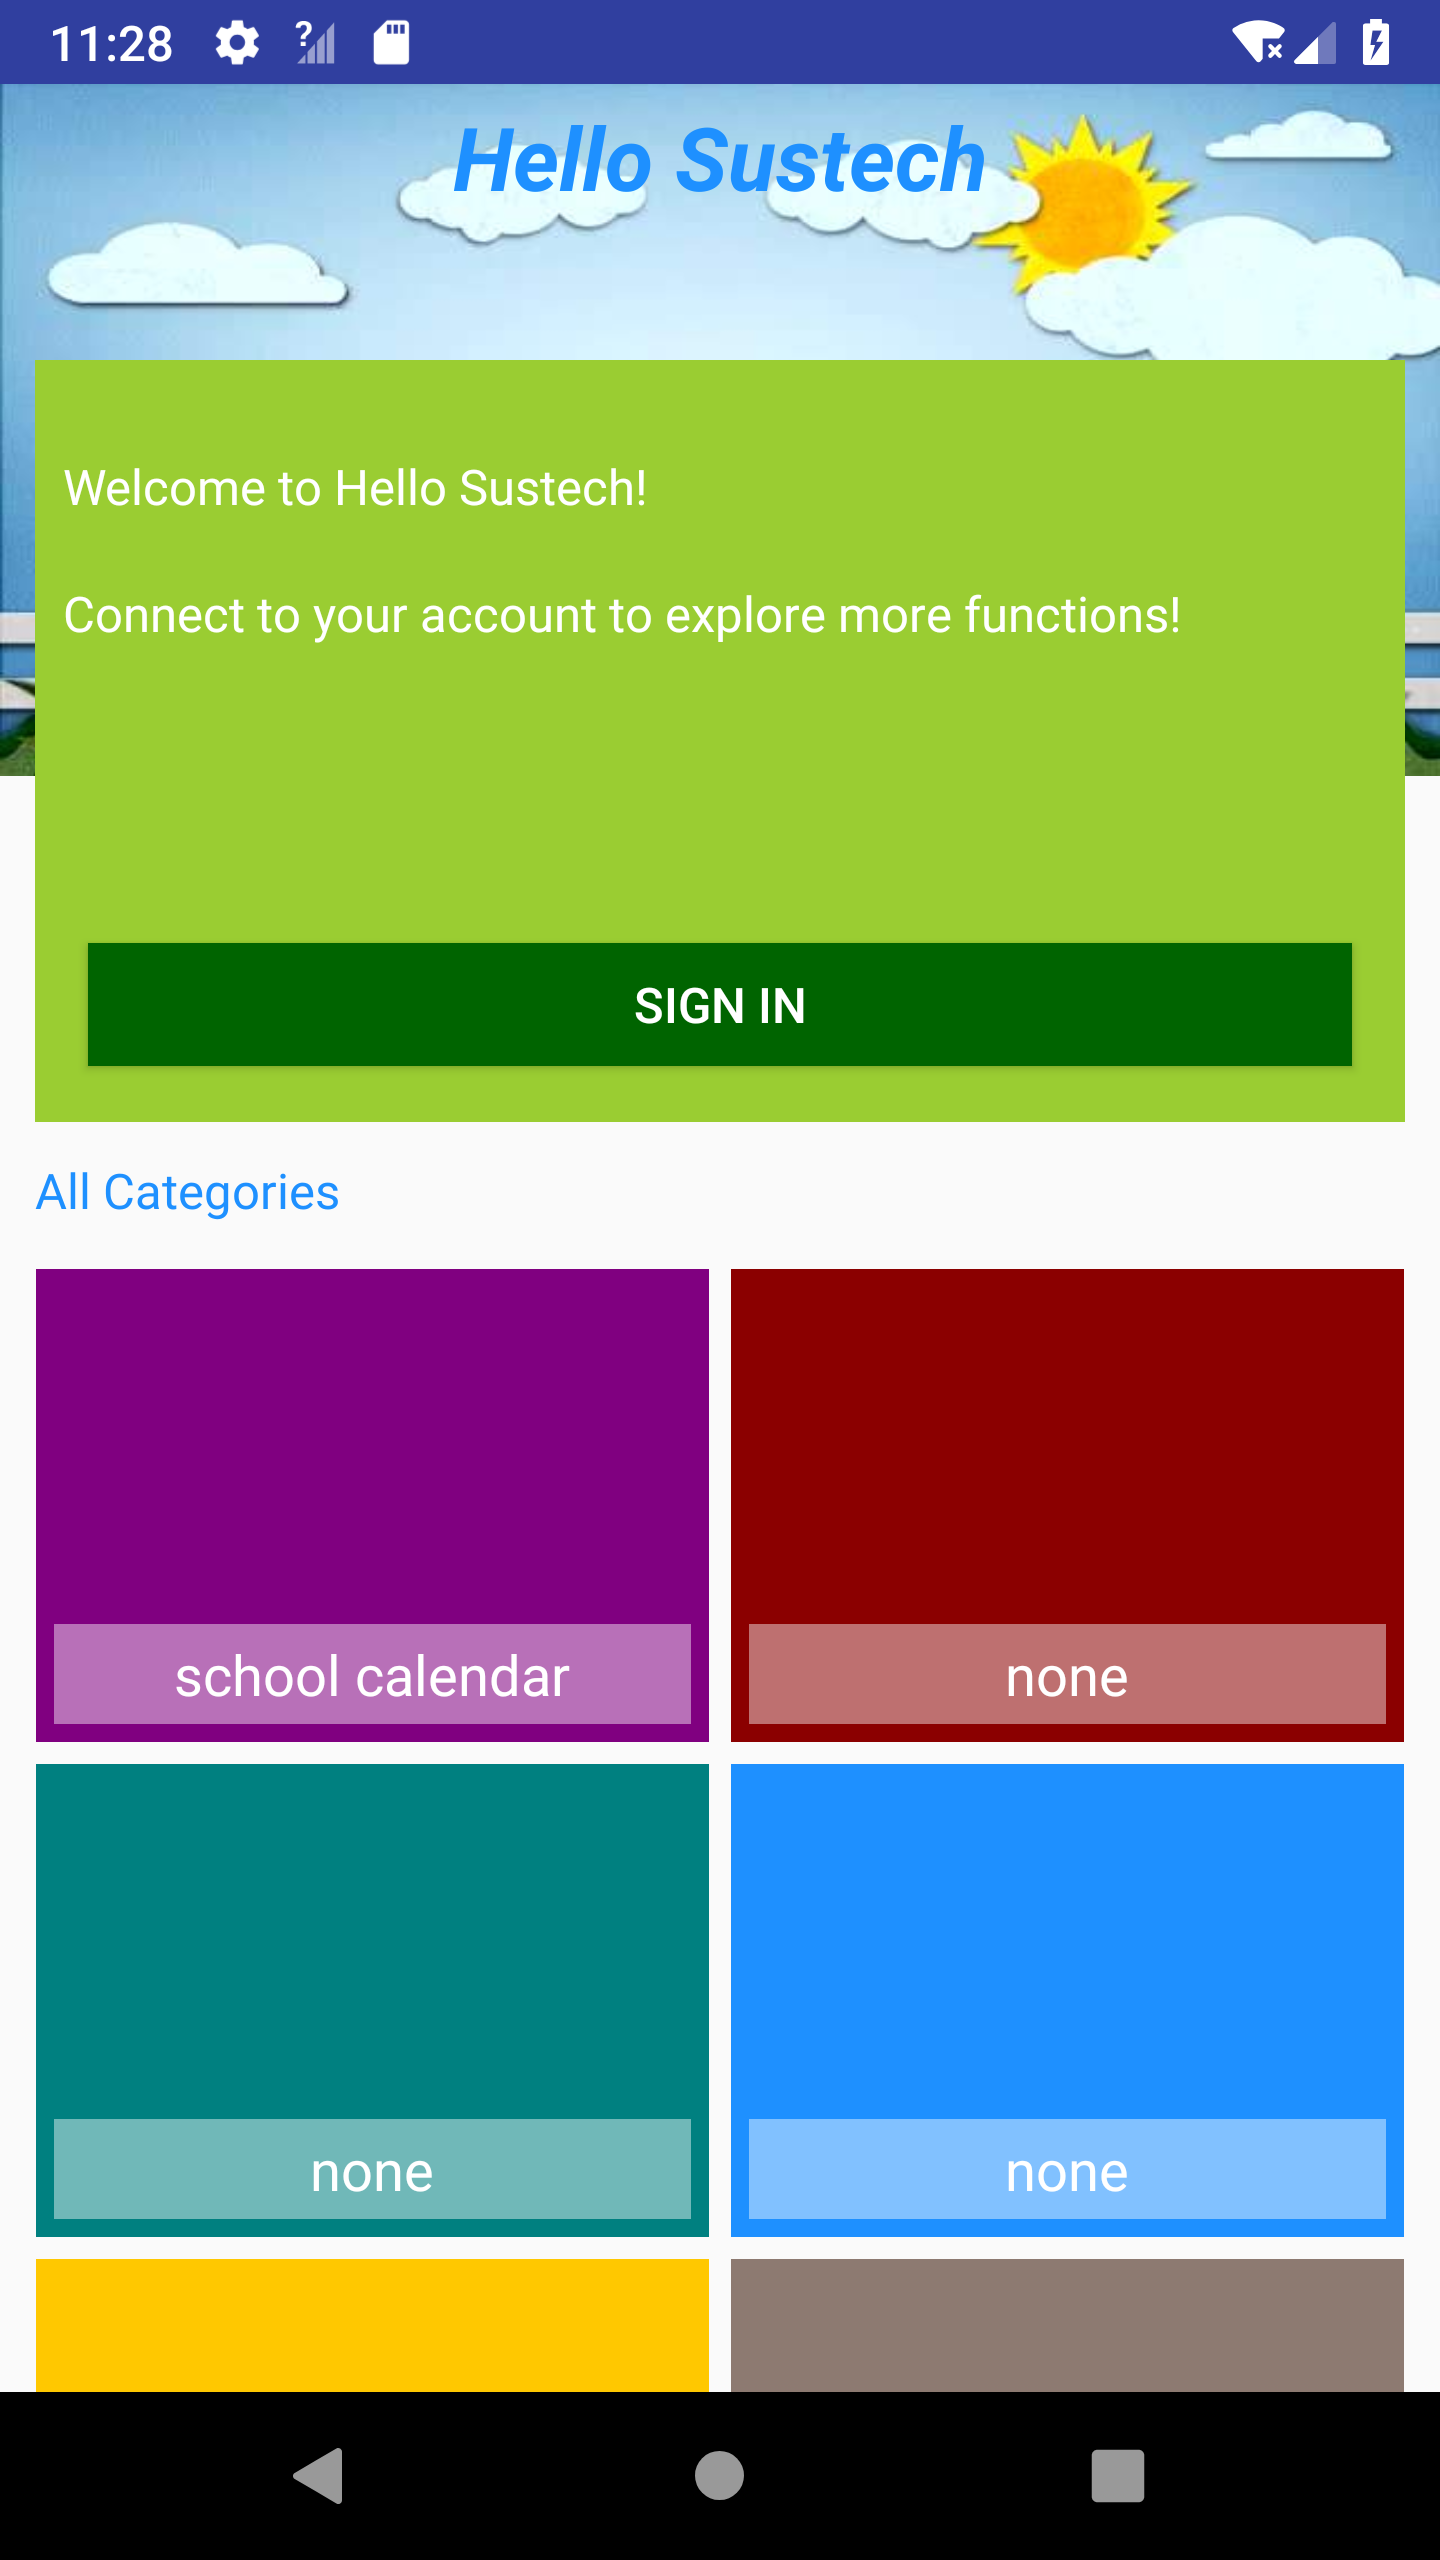 11:28
Hello Sustech
Welcome to Hello Sustech!
Connect to your account to explore more functions!
SIGN IN
All Categories
school calendar
none
none
none